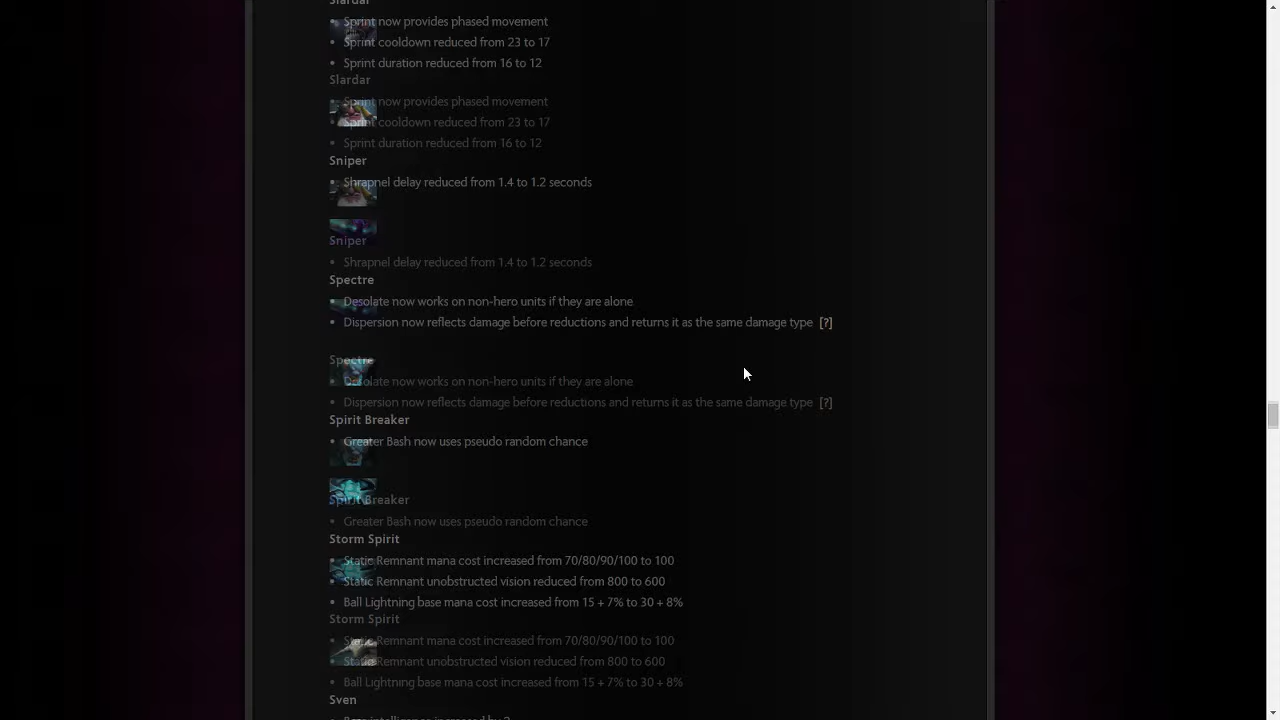 Slardar
Sprint now provides phased movement
Sprint cooldown reduced from 23 to 17
Sprint duration reduced from 16 to 12
Slardar
Sprint now provides phased movement
Sprint cooldown reduced from 23 to 17
Sprint duration reduced from 16 to 12
Sniper
Shrapnel delay reduced from 1.4 to 1.2 seconds
Sniper
Shrapnel delay reduced from 1.4 to 1.2 seconds
Spectre
Desolate now works on non-hero units if they are alone
Dispersion now reflects damage before reductions and returns it as the same damage type [?]
Spectre
Desolate now works on non-hero units if they are alone
Dispersion now reflects damage before reductions and returns it as the same damage type [?]
Spirit Breaker
Greater Bash now uses pseudo random chance
Spirit Breaker
Greater Bash now uses pseudo random chance
Storm Spirit
Static Remnant mana cost increased from 70/80/90/100 to 100
Static Remnant unobstructed vision reduced from 800 to 600
Ball Lightning base mana cost increased from 15 + 7% to 30 + 8%
Storm Spirit
Static Remnant mana cost increased from 70/80/90/100 to 100
Static Remnant unobstructed vision reduced from 800 to 600
Ball Lightning base mana cost increased from 15 + 7% to 30 + 8%
Sven
intelligence increased by